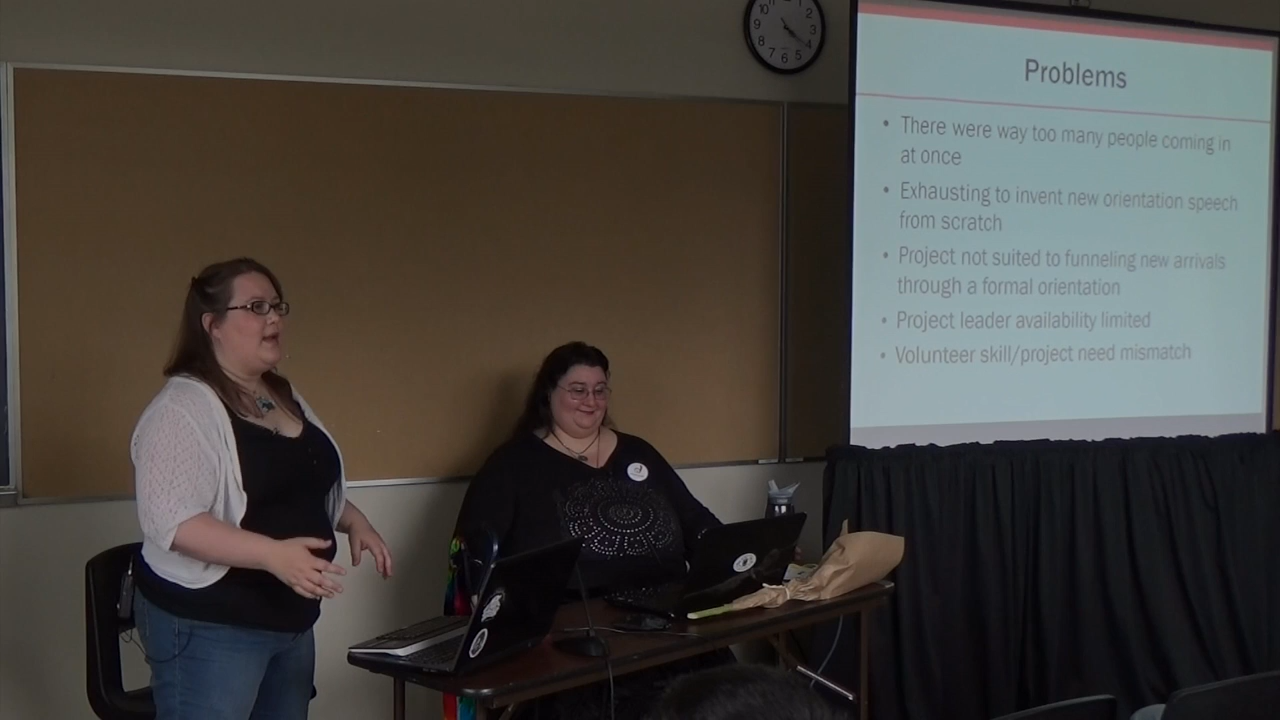 Problems
• There were way too many people coming in
at once
• Exhausting to invent new orientation speech
from scratch
• Project not suited to funneling new arrivals
through a formal orientation
• Project leader availability limited
• Volunteer skill/project need mismatch